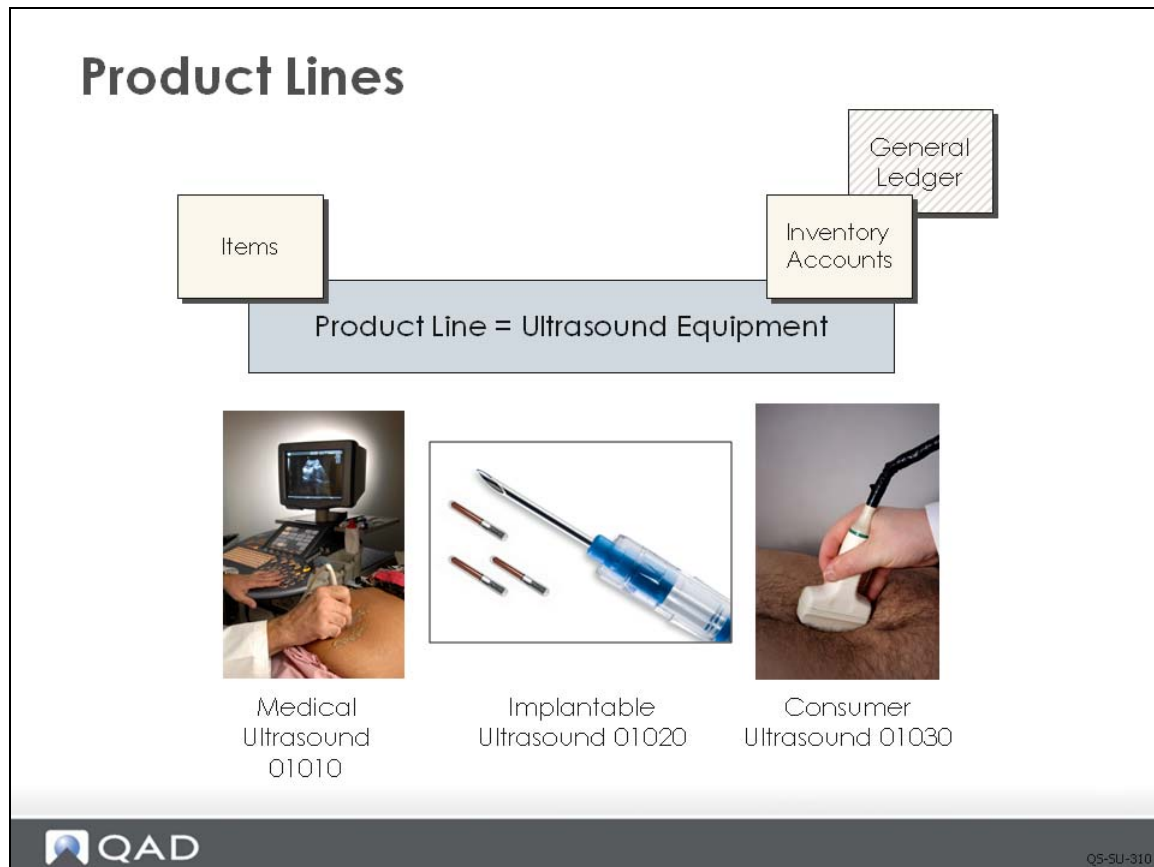 Product Lines
General
Ledger
Items
Inventory
Accounts
Product Line = Ultrasound Equipment
Medical
Ultrasound
01010
Implantable
Ultrasound 01020
Consumer
Ultrasound 01030
QAD
QS-SU-310